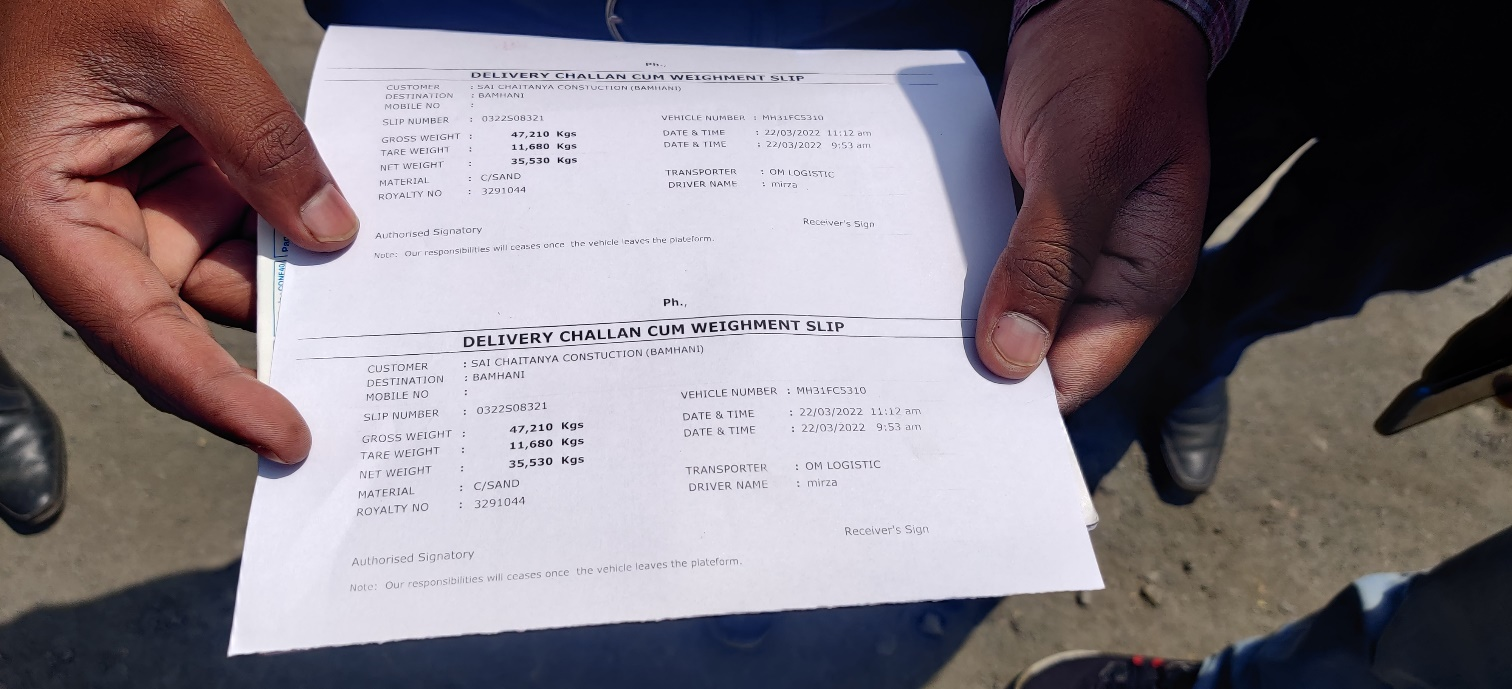 Ph.,
DELIVERY CHALLAN CUM WEIGHMENT SLIP
CUSTOMER : SAI CHAITANYA CONSTUCTION (BAMHANI)
DESTINATION : BAMHANI
MOBILE NO :
SLIP NUMBER : 0322S08321 VEHICLE NUMBER : MH31FC5310
GROSS WEIGHT : 47,210 Kgs DATE & TIME : 22/03/2022 11:12 am
TARE WEIGHT : 11,680 Kgs DATE & TIME : 22/03/2022 9:53 am
NET WEIGHT : 35,530 Kgs
MATERIAL : C/SAND TRANSPORTER : OM LOGISTIC
ROYALTY NO : 3291044 DRIVER NAME : mirza
Receiver's Sign
Authorised Signatory
Note: Our responsibilities will ceases once the vehicle leaves the plateform.
Ph.,
DELIVERY CHALLAN CUM WEIGHMENT SLIP
CUSTOMER : SAI CHAITANYA CONSTUCTION (BAMHANI)
DESTINATION : BAMHANI
MOBILE NO :
SLIP NUMBER : 0322S08321 VEHICLE NUMBER : MH31FC5310
GROSS WEIGHT : 47,210 Kgs DATE & TIME : 22/03/2022 11:12 am
TARE WEIGHT : 11,680 Kgs DATE & TIME : 22/03/2022 9:53 am
NET WEIGHT : 35,530 Kgs
MATERIAL : C/SAND TRANSPORTER : OM LOGISTIC
ROYALTY NO : 3291044 DRIVER NAME : mirza
Receiver's Sign
Authorised Signatory
Note: Our responsibilities will ceases once the vehicle leaves the plateform.